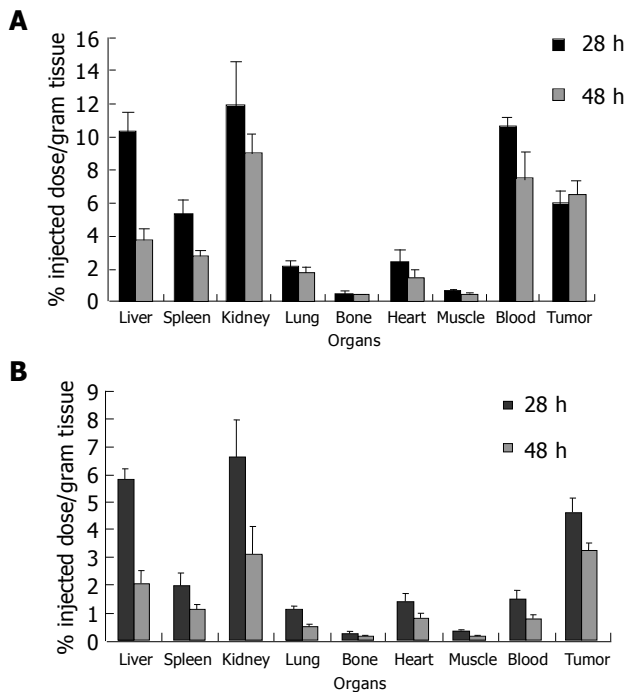 A
% injected dose/gram tissue
16
14
12
10
8
6
4
2
0
28 h
48 h
Liver Spleen Kidney Lung Bone Heart Muscle Blood Tumor
Organs
B
% injected dose/gram tissue
9
8
7
6
5
4
3
2
1
0
28 h
48 h
Liver Spleen Kidney Lung Bone Heart Muscle Blood Tumor
Organs